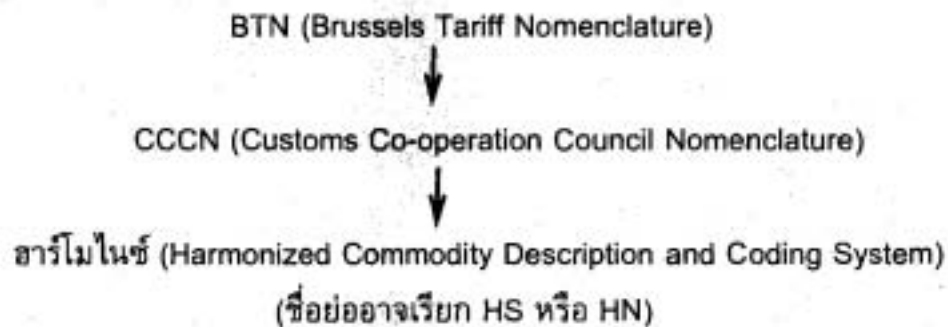 BTN (Brussels Tariff Nomenclature)
CCCN (Customs Co-operation Council Nomenclature)
ฮาร์โมไนซ์ (Harmonized Commodity Description and Coding System)
(ชื่อย่ออาจเรียก HS หรือ HN)